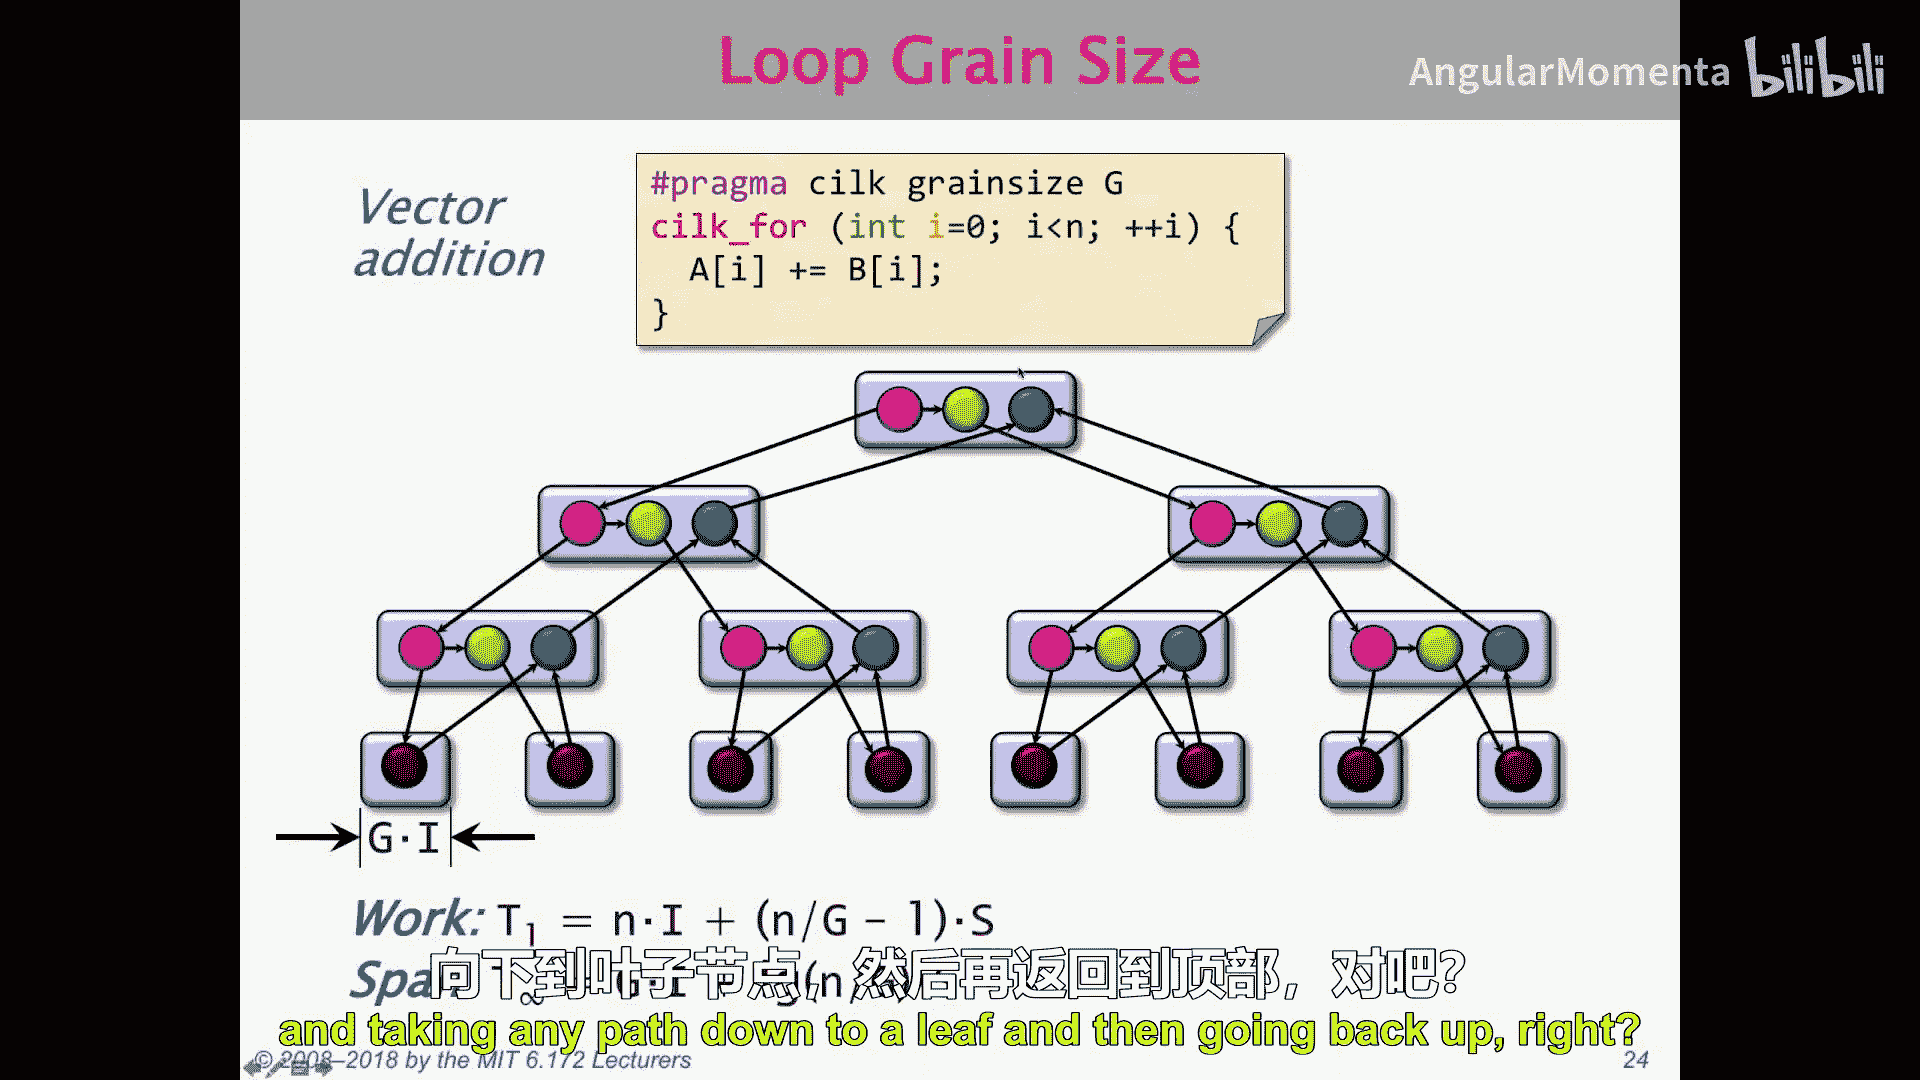 Loop Grain Size
AngularMomenta bilibili
Vector
addition
#pragma cilk grainsize G
cilk_for (int i=0; i<n; ++i) {
A[i] += B[i];
}
G·I
Work: T1 = n·I + (n/G – 1)·S
向下到叶子节点，然后再返回到顶部，对吧?
and taking any path down to a leaf and then going back up, right?
© 2008–2018 by the MIT 6.172 Lecturers
24